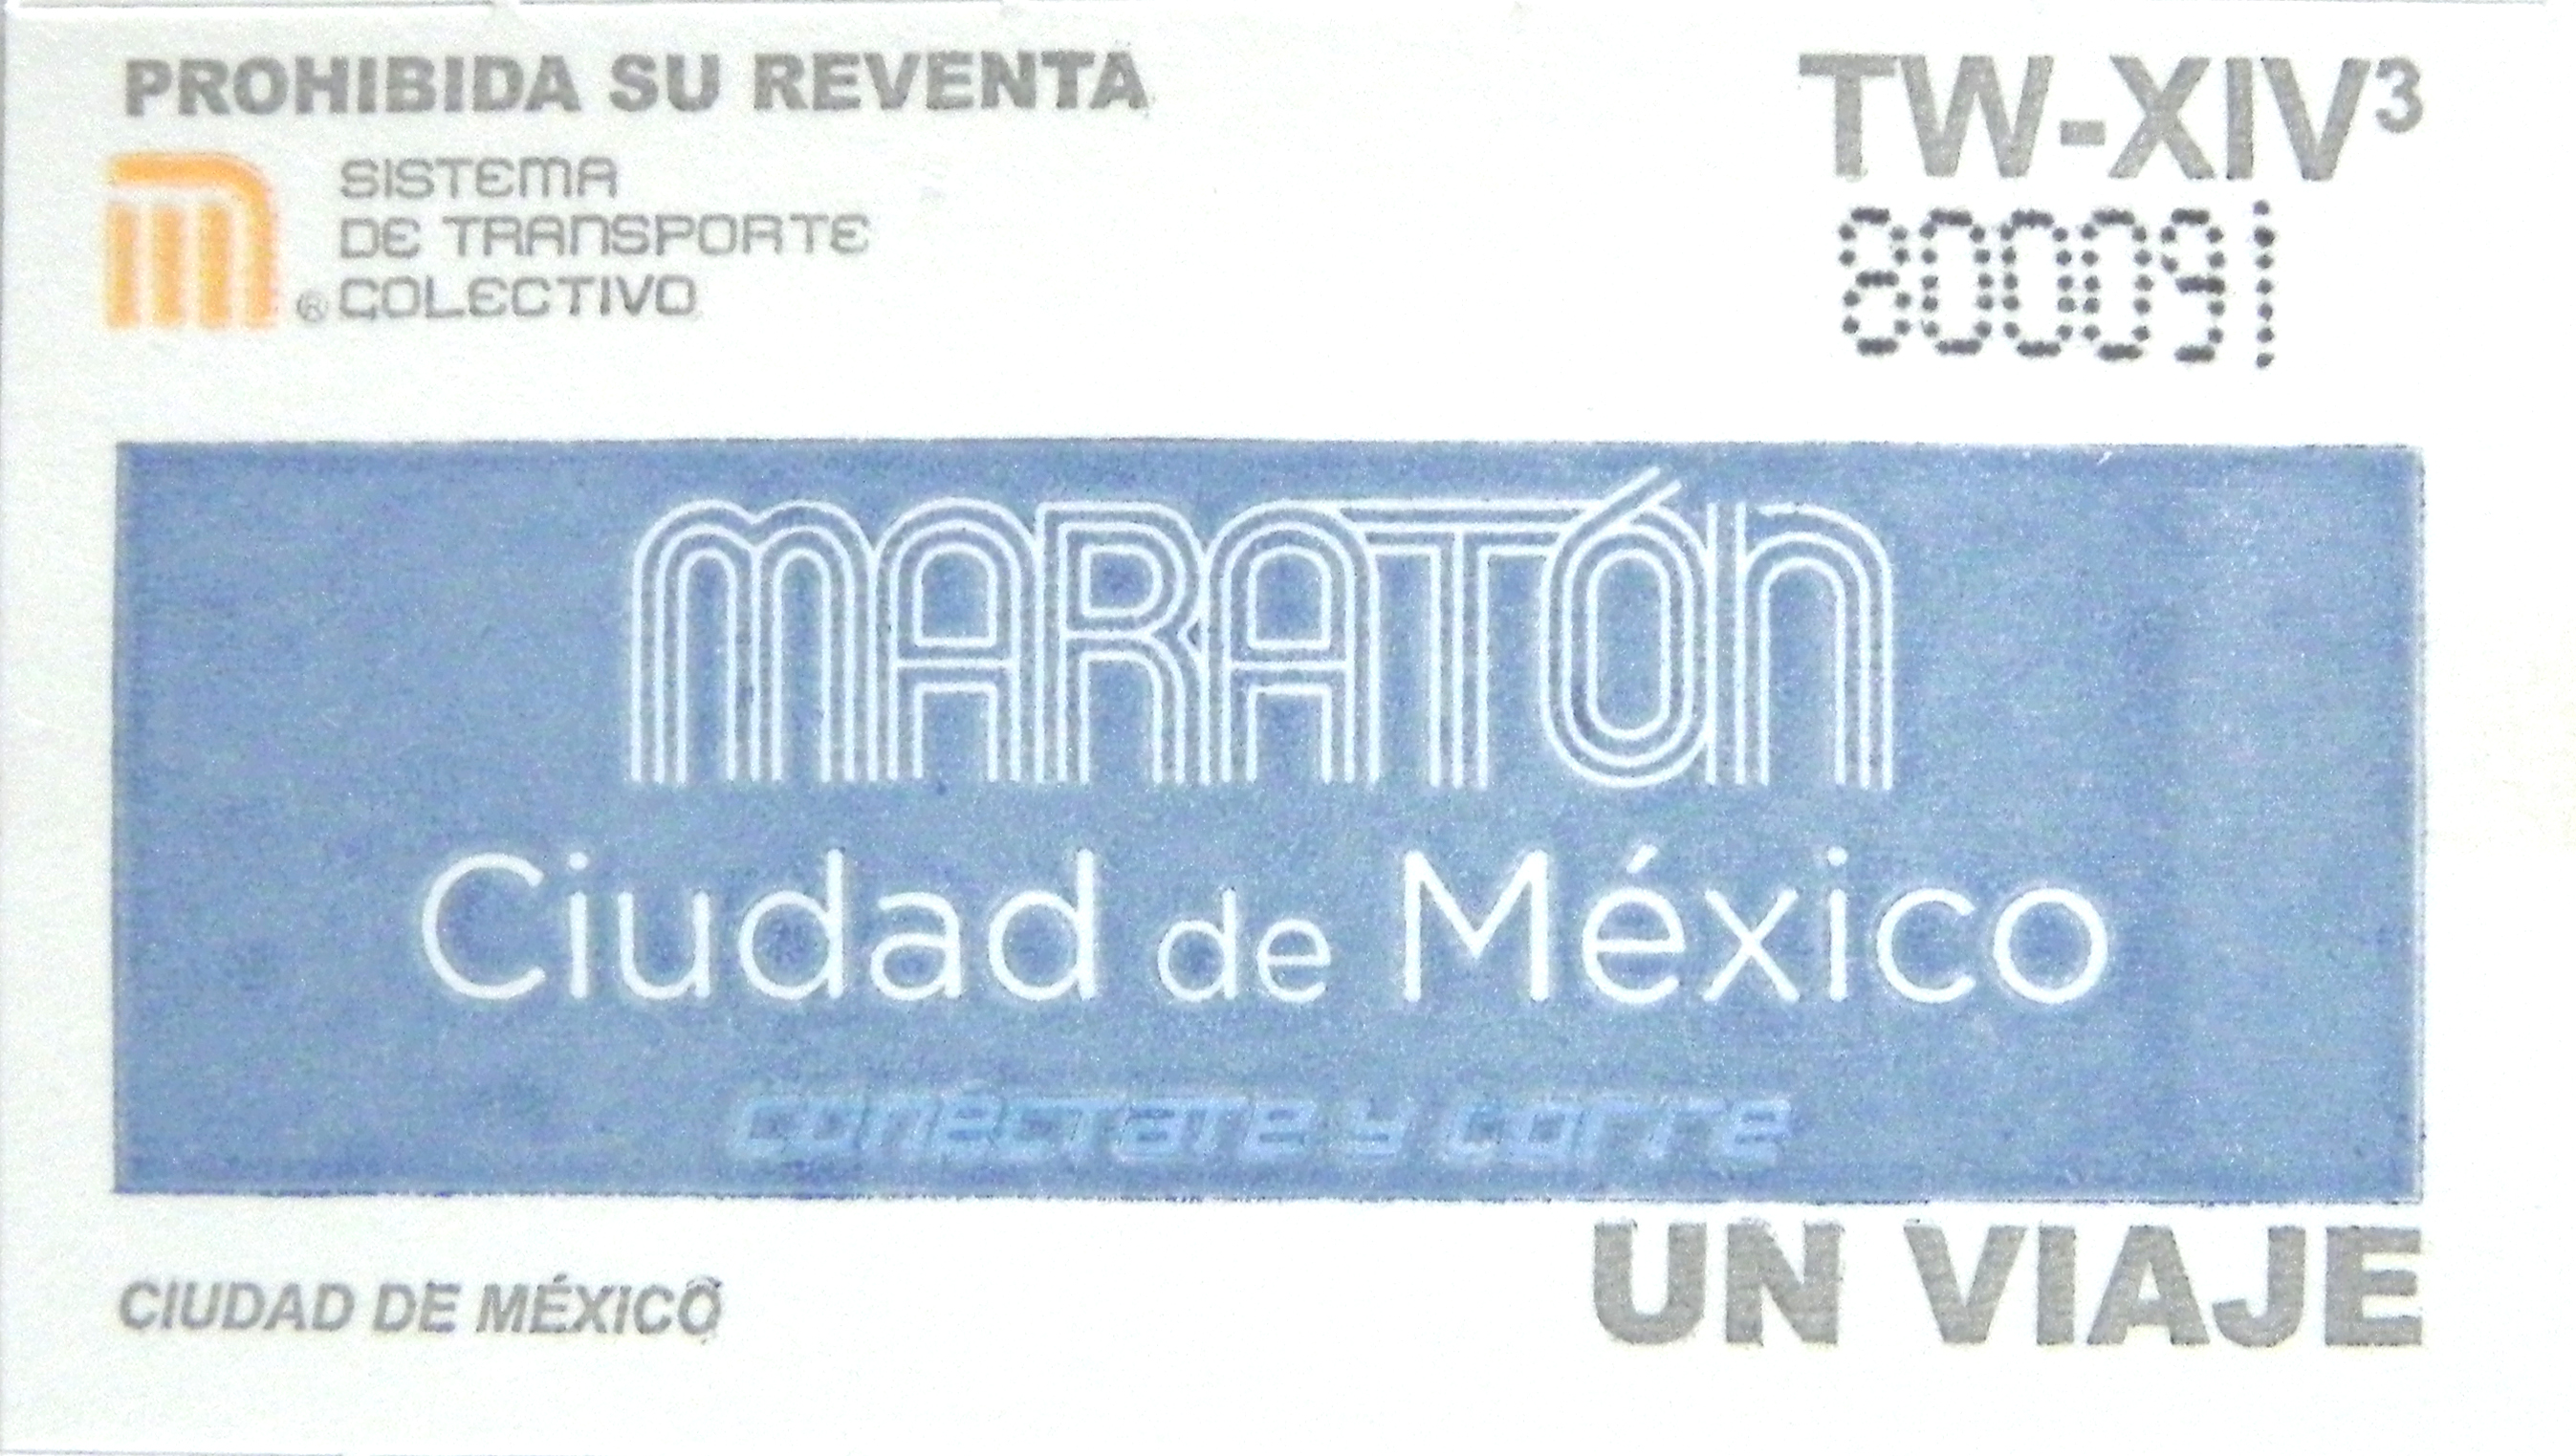 PROHIBIDA SU REVENTA
TW-XIV³
SISTEMA
DE TRANSPORTE
COLECTIVO
®
800091
MARATÓN
Ciudad de México
conéctate y corre
UN VIAJE
CIUDAD DE MÉXICO